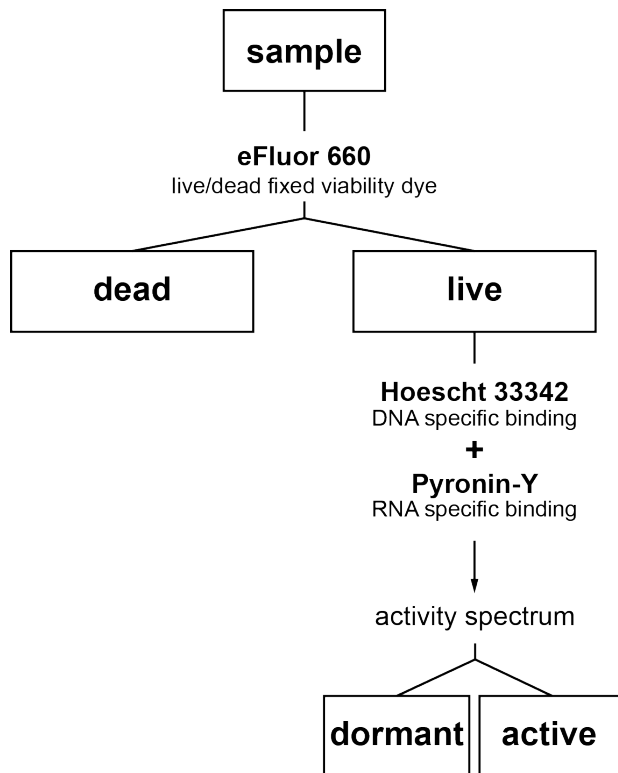 sample
eFluor 660
live/dead fixed viability dye
dead
live
Hoescht 33342
DNA specific binding
+
Pyronin-Y
RNA specific binding
activity spectrum
dormant
active